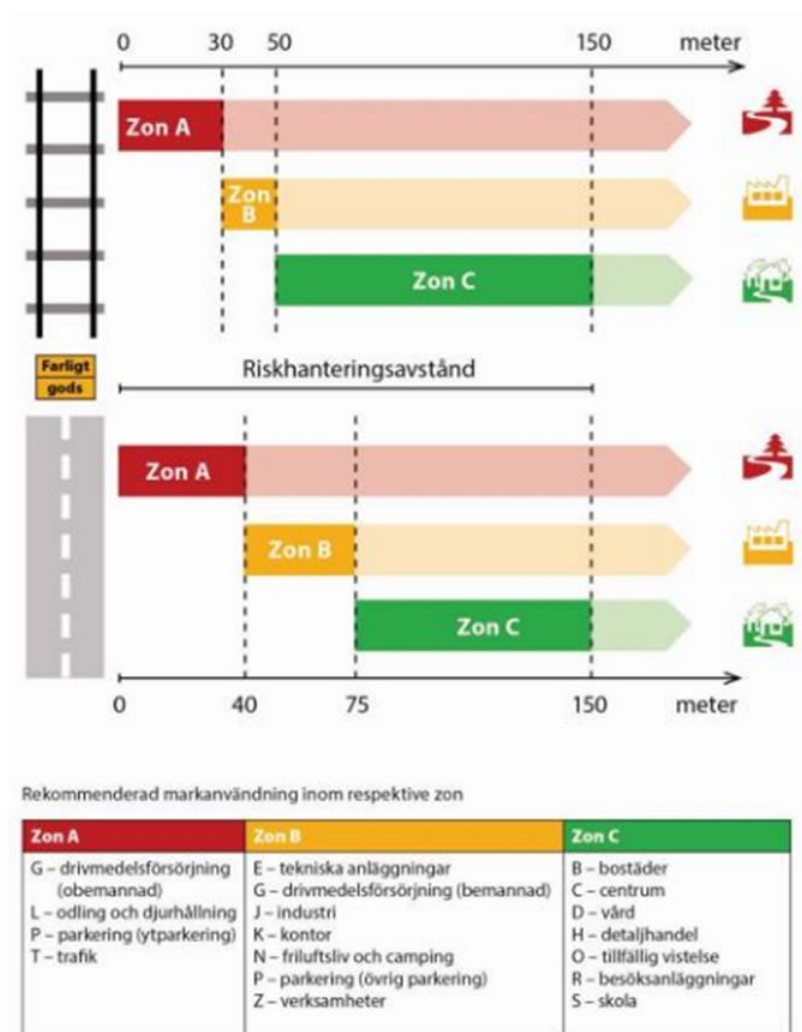 0 30 50 150 meter
Zon A
Zon
B
Zon C
Farligt
gods
Riskhanteringsavstånd
Zon A
Zon B
Zon C
0 40 75 150 meter
Rekommenderad markanvändning inom respektive zon
Zon A
G – drivmedelsförsörjning
(obemannad)
L – odling och djurhållning
P – parkering (ytparkering)
T – trafik
Zon B
E – tekniska anläggningar
G – drivmedelsförsörjning (bemannad)
J – industri
K – kontor
N – friluftsliv och camping
P – parkering (övrig parkering)
Z – verksamheter
Zon C
B – bostäder
C – centrum
D – vård
H – detaljhandel
O – tillfällig vistelse
R – besöksanläggningar
S – skola